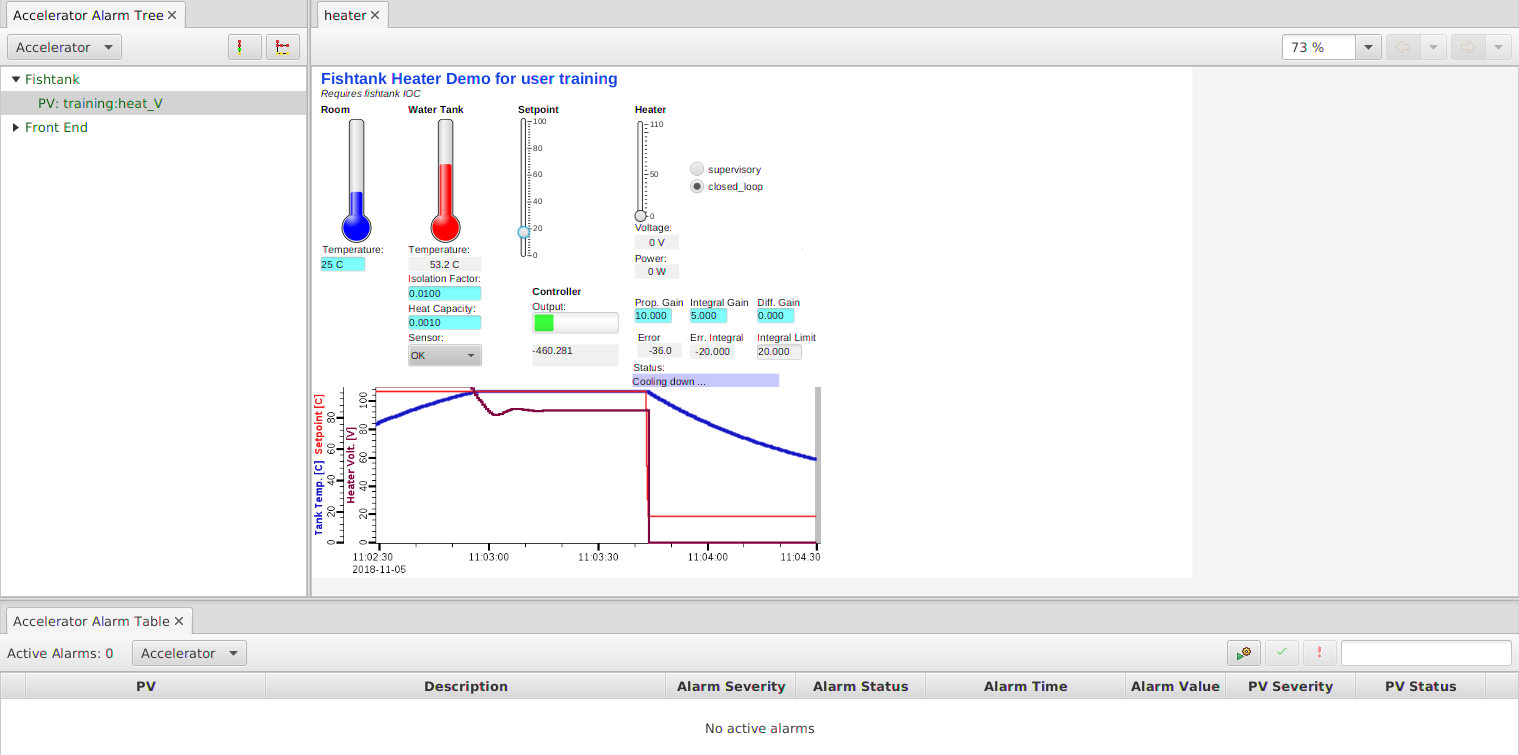 Accelerator Alarm Tree ✕
heater ✕
Accelerator
73 %
Fishtank
PV: training:heat_V
Front End
Fishtank Heater Demo for user training
Requires fishtank IOC
Room Water Tank Setpoint Heater
100
80
60
40
20
0
110
50
0
supervisory
closed_loop
Temperature: Temperature: Voltage:
25 C 53.2 C 0 V
Power:
0 W
Isolation Factor:
0.0100
Heat Capacity:
0.0010
Sensor:
OK
Controller
Output:
-460.281
Prop. Gain Integral Gain Diff. Gain
10.000 5.000 0.000
Error Err. Integral Integral Limit
-36.0 -20.000 20.000
Status:
Cooling down ...
Tank Temp. [C] Setpoint [C]
0 20 40 60 80
Heater Volt. [V]
0 20 40 60 80 100
11:02:30 11:03:00 11:03:30 11:04:00 11:04:30
2018-11-05
Accelerator Alarm Table ✕
Active Alarms: 0 Accelerator
PV Description Alarm Severity Alarm Status Alarm Time Alarm Value PV Severity PV Status
No active alarms